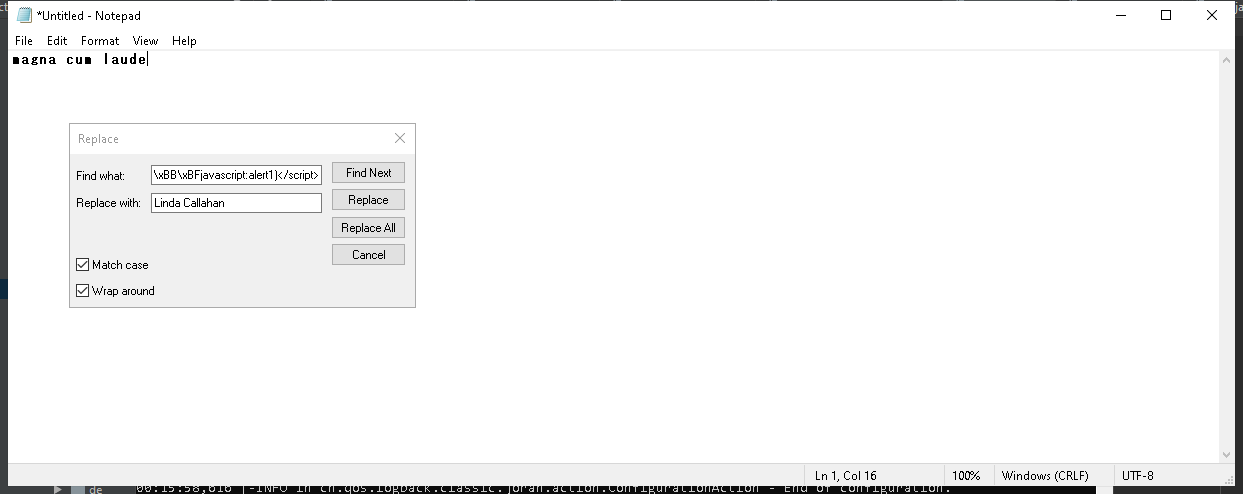 *Untitled - Notepad
File Edit Format View Help
magna cum laude
Replace
Find what: \xBB\xBFjavascript:alert1)</script> Find Next
Replace with: Linda Callahan Replace
Replace All
Cancel
Match case
Wrap around
Ln 1, Col 16 100% Windows (CRLF) UTF-8
de 00:15:58,616 |-INFO in ch.qos.logback.classic.joran.action.ConfigurationAction - End of configuration.